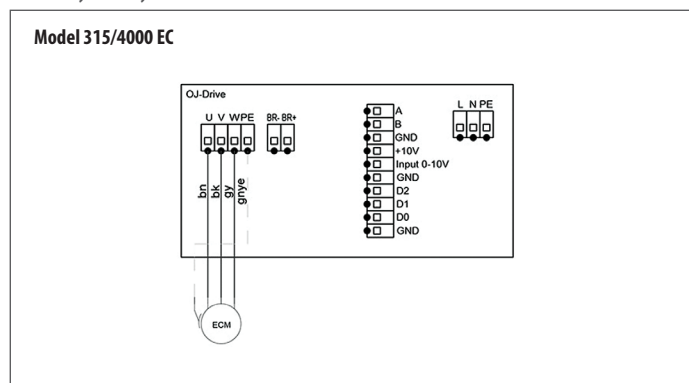 Model 315/4000 EC
OJ-Drive
U V W PE BR- BR+
L N PE
A
B
GND
+10V
Input 0-10V
GND
D2
D1
D0
GND
bn bk gy gnye
ECM